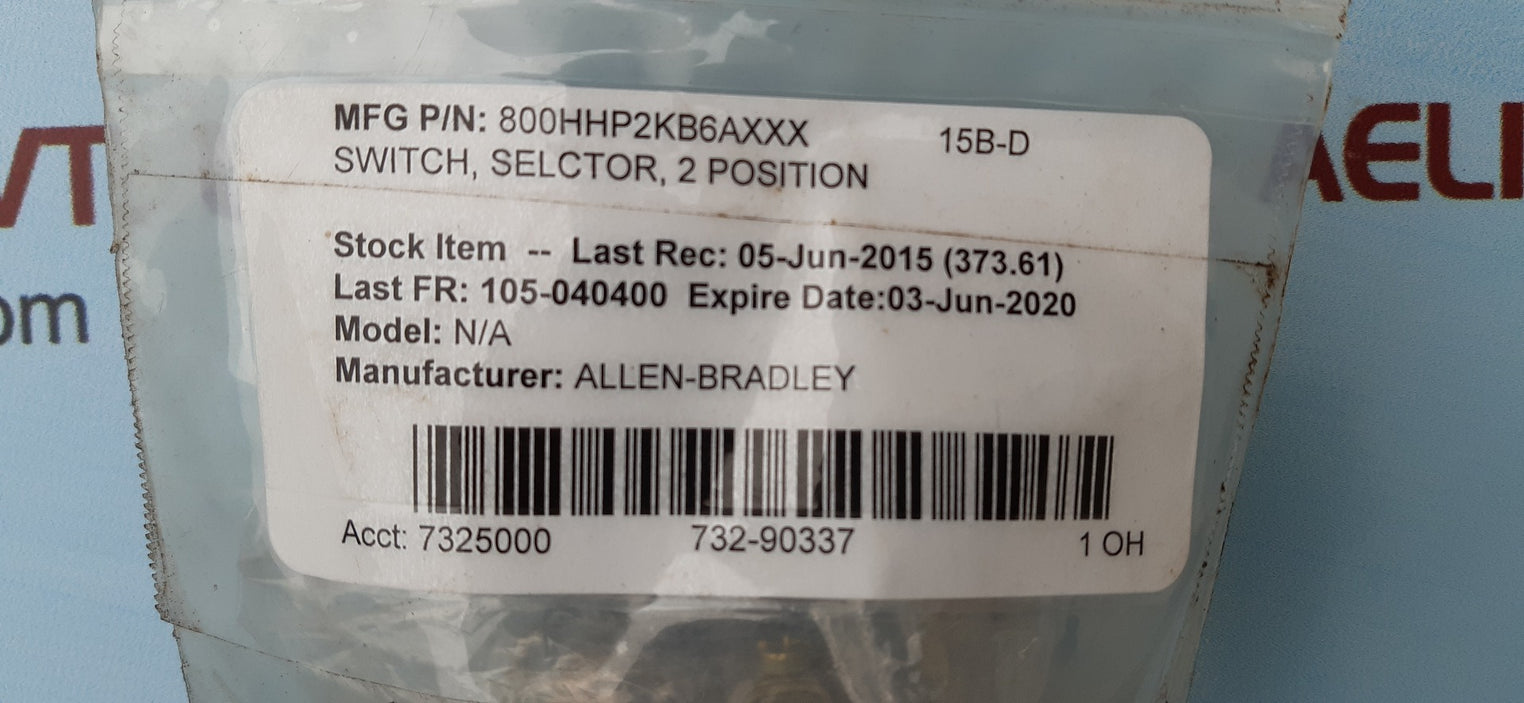 MFG P/N: 800HHP2KB6AXXX 15B-D
SWITCH, SELCTOR, 2 POSITION
Stock Item -- Last Rec: 05-Jun-2015 (373.61)
Last FR: 105-040400 Expire Date:03-Jun-2020
Model: N/A
Manufacturer: ALLEN-BRADLEY
Acct: 7325000 732-90337 1 OH